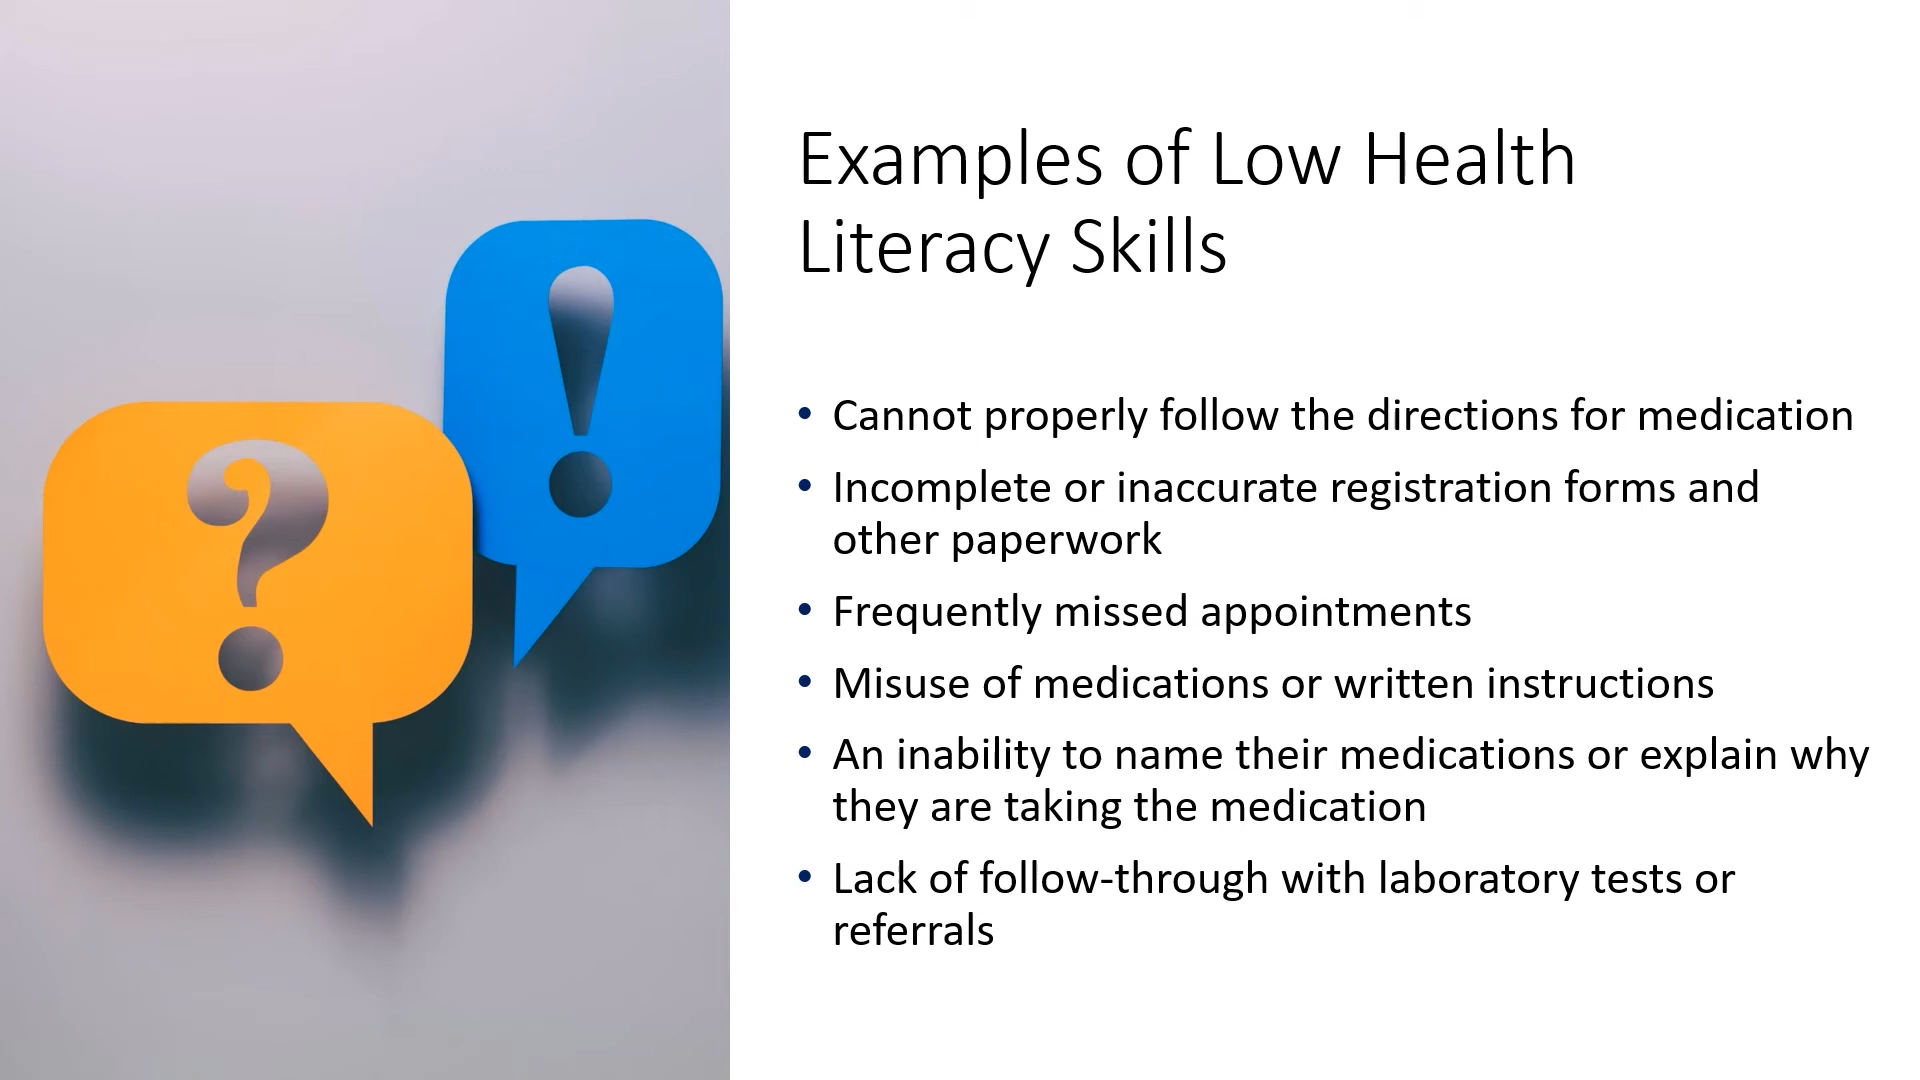 Examples of Low Health
Literacy Skills
• Cannot properly follow the directions for medication
• Incomplete or inaccurate registration forms and
other paperwork
• Frequently missed appointments
• Misuse of medications or written instructions
• An inability to name their medications or explain why
they are taking the medication
• Lack of follow-through with laboratory tests or
referrals
?
!